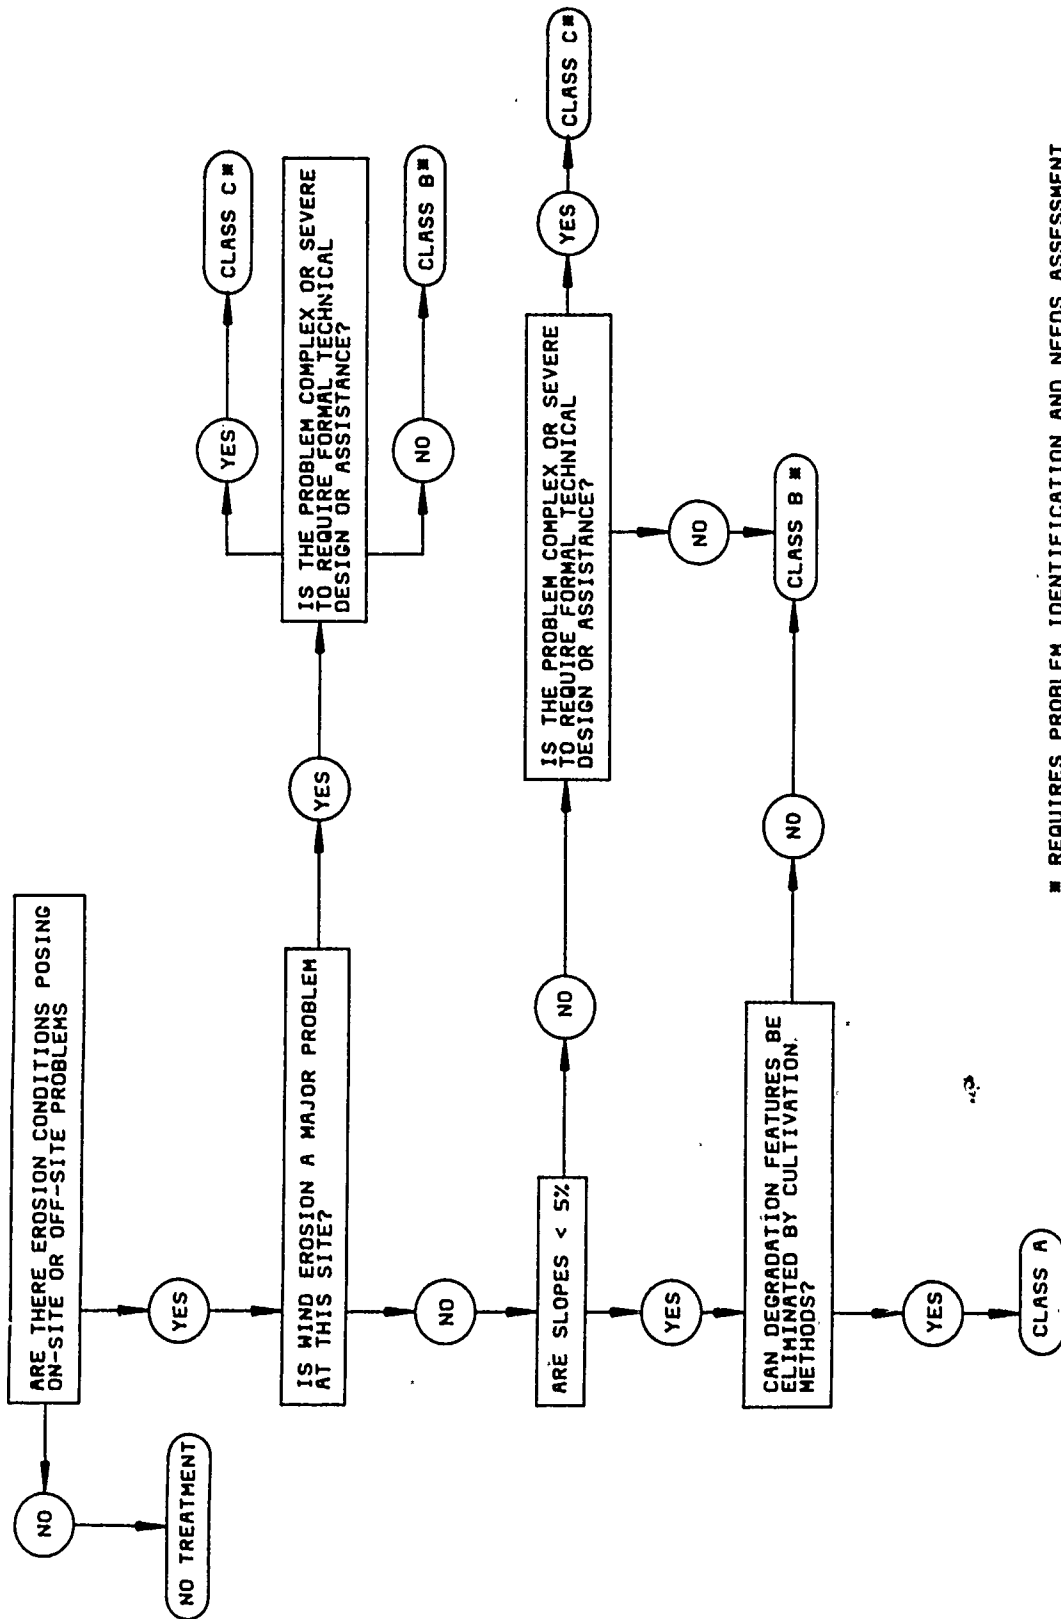 ARE THERE EROSION CONDITIONS POSING
ON-SITE OR OFF-SITE PROBLEMS
NO
NO TREATMENT
YES
IS WIND EROSION A MAJOR PROBLEM
AT THIS SITE?
YES
IS THE PROBLEM COMPLEX OR SEVERE
TO REQUIRE FORMAL TECHNICAL
DESIGN OR ASSISTANCE?
YES
CLASS C*
NO
CLASS B*
NO
ARE SLOPES < 5%
NO
IS THE PROBLEM COMPLEX OR SEVERE
TO REQUIRE FORMAL TECHNICAL
DESIGN OR ASSISTANCE?
YES
CLASS C*
NO
CLASS B *
YES
CAN DEGRADATION FEATURES BE
ELIMINATED BY CULTIVATION.
METHODS?
NO
YES
CLASS A
* REQUIRES PROBLEM IDENTIFICATION AND NEEDS ASSESSMENT